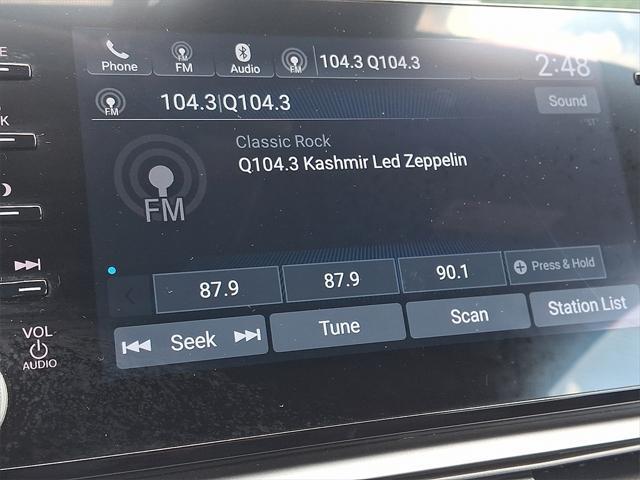 Phone FM Audio FM 104.3 Q104.3 2:48
FM 104.3|Q104.3 Sound
Classic Rock
Q104.3 Kashmir Led Zeppelin
FM
87.9 87.9 90.1 Press & Hold
Seek Tune Scan Station List
VOL
AUDIO